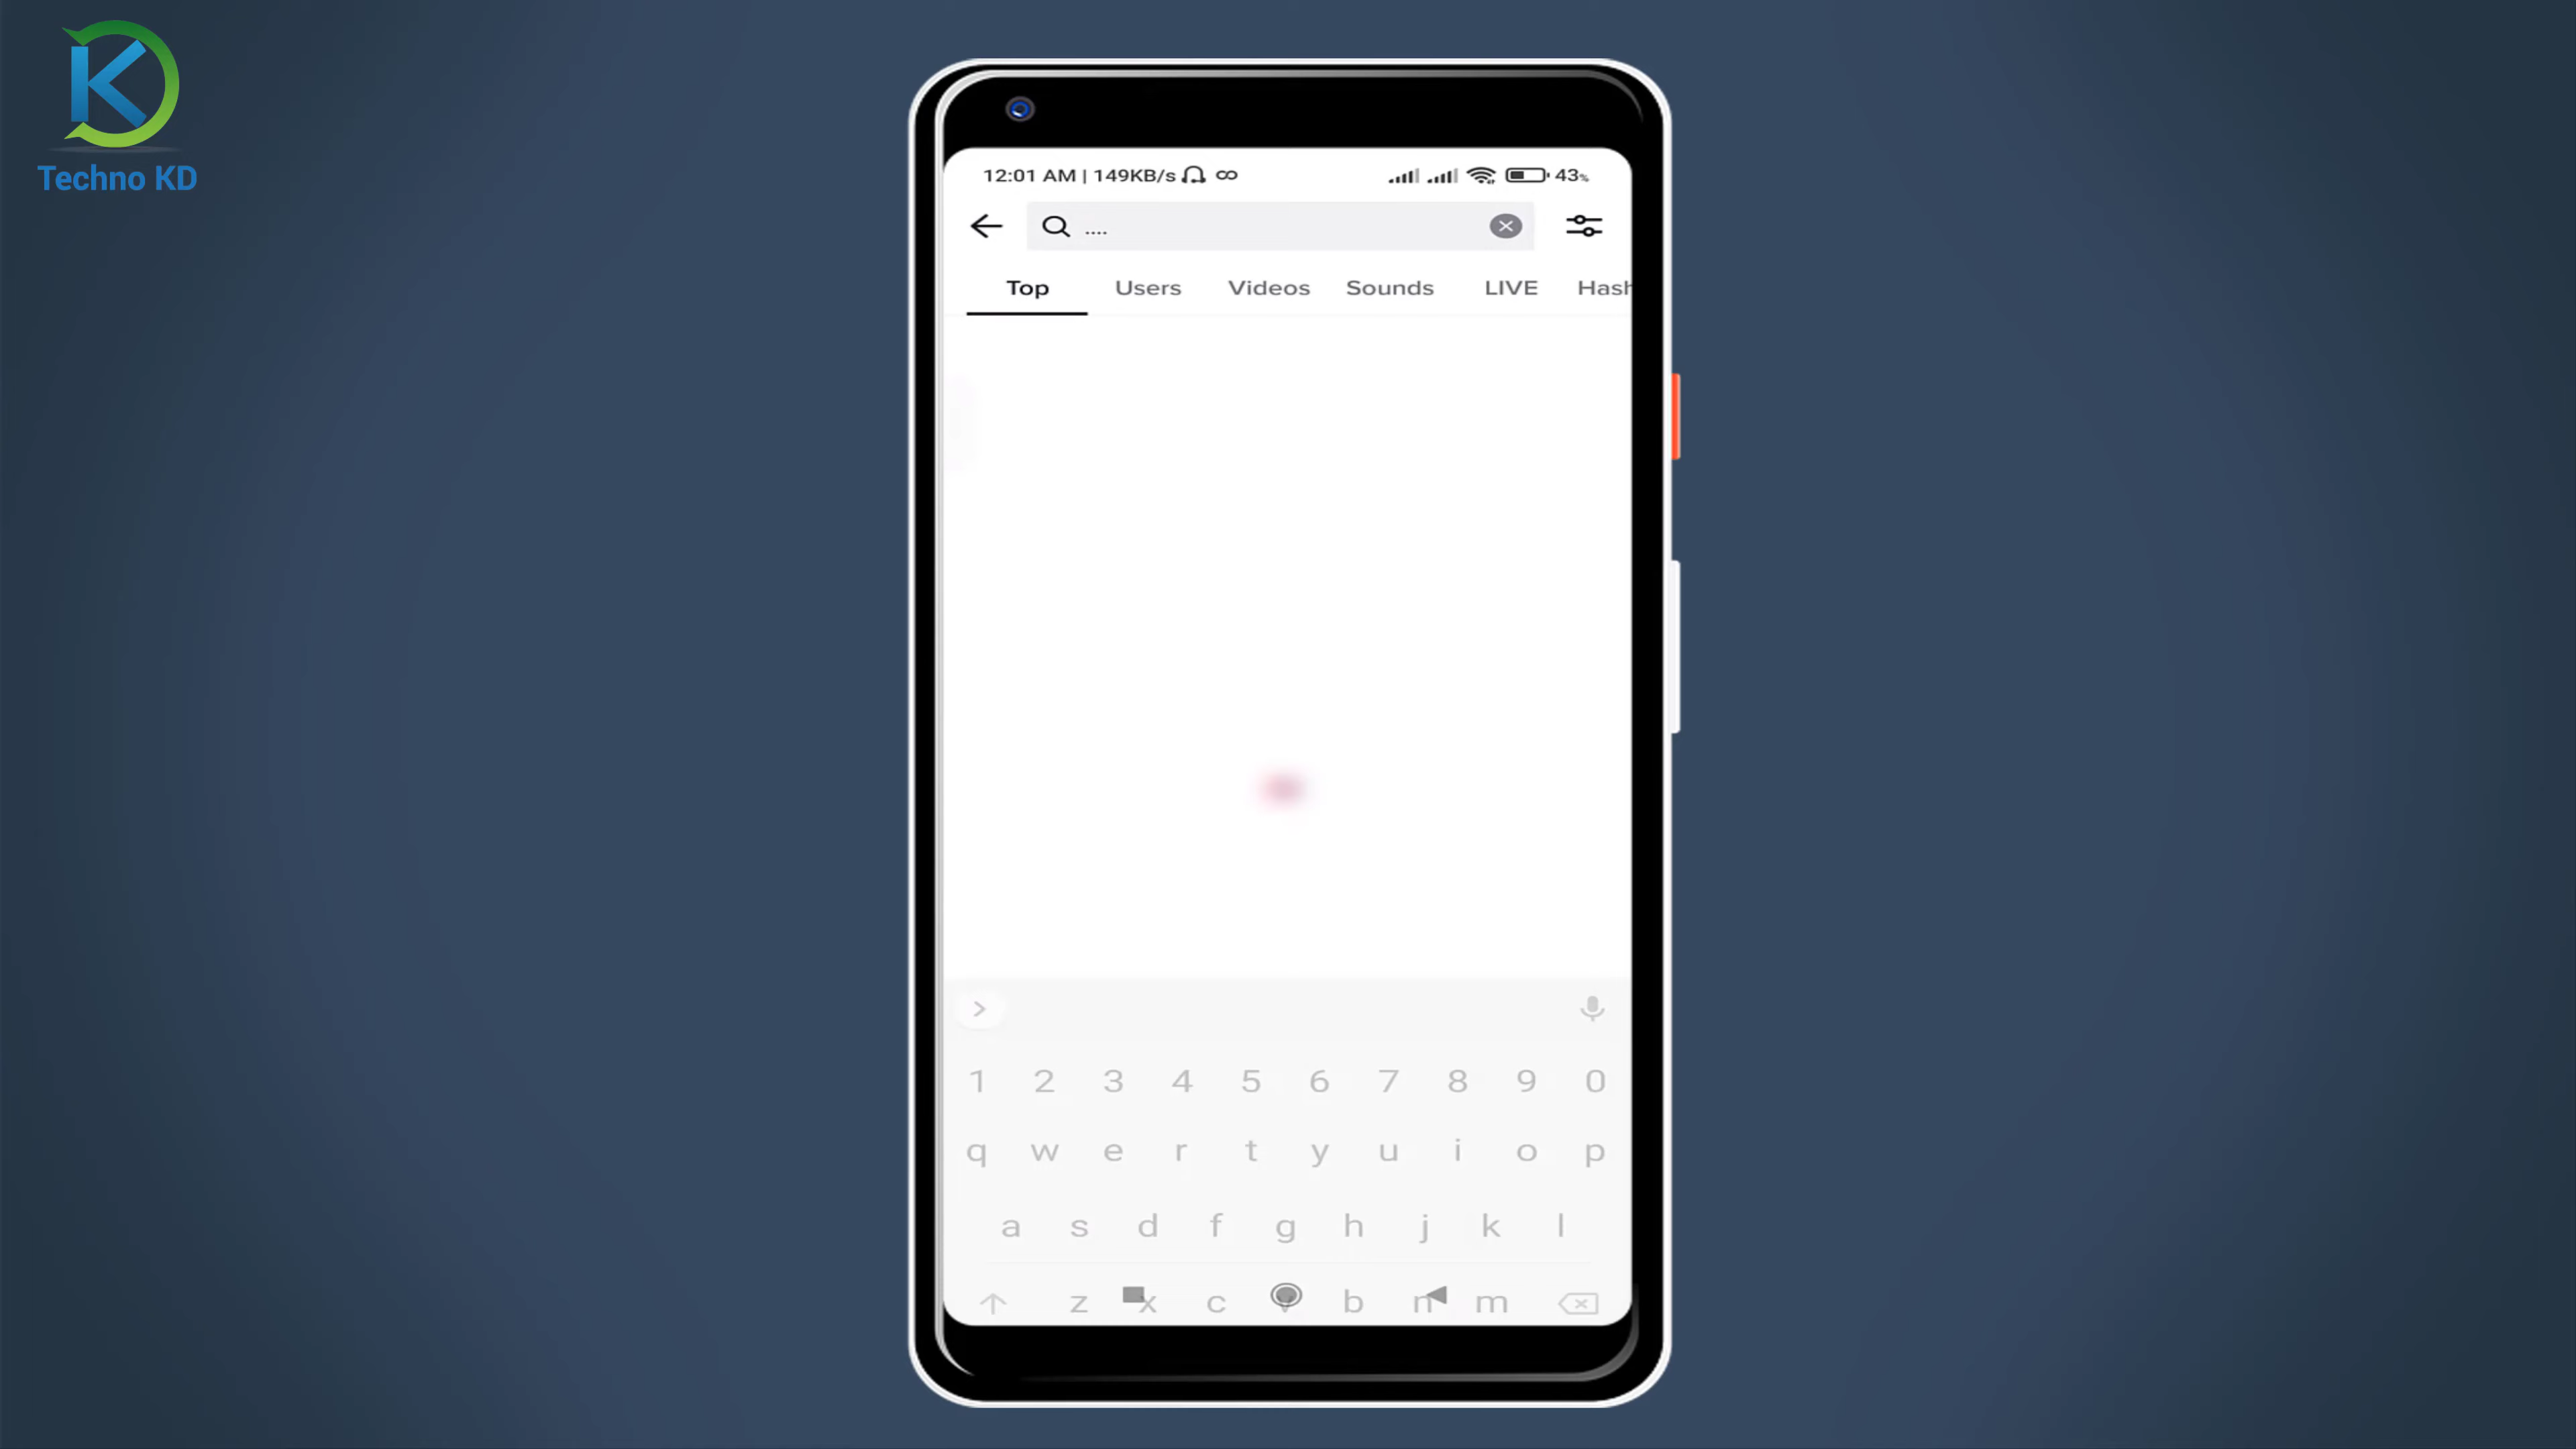 Techno KD
12:01 AM | 149KB/s 43%
....
Top Users Videos Sounds LIVE Hash
1 2 3 4 5 6 7 8 9 0
q w e r t y u i o p
a s d f g h j k l
z x c v b n m